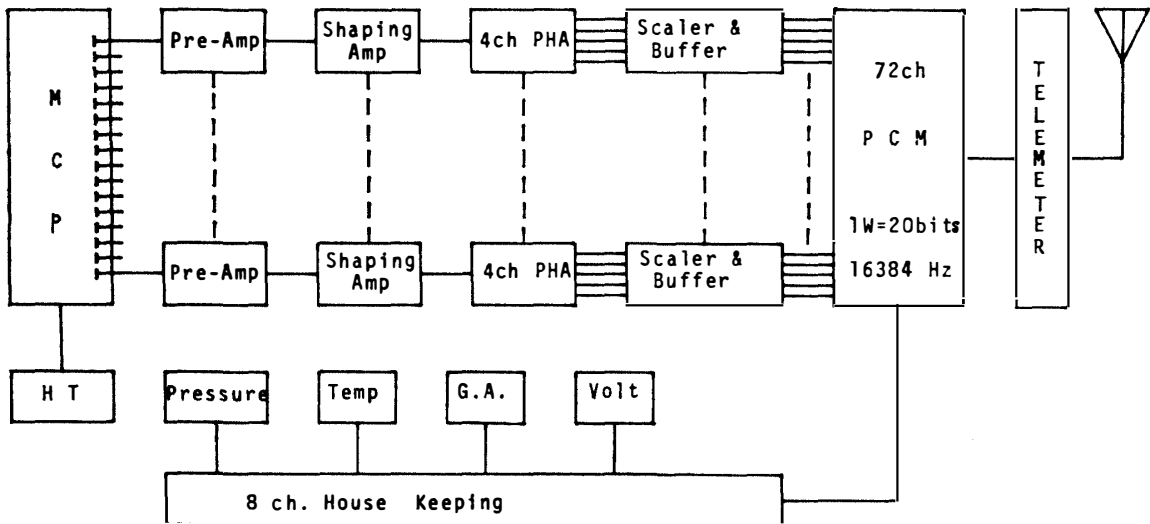 M C P
Pre-Amp
Shaping
Amp
4ch PHA
Scaler &
Buffer
72ch
P C M
1W=20bits
16384 Hz
TELEMETER
Pre-Amp
Shaping
Amp
4ch PHA
Scaler &
Buffer
H T
Pressure
Temp
G.A.
Volt
8 ch. House Keeping